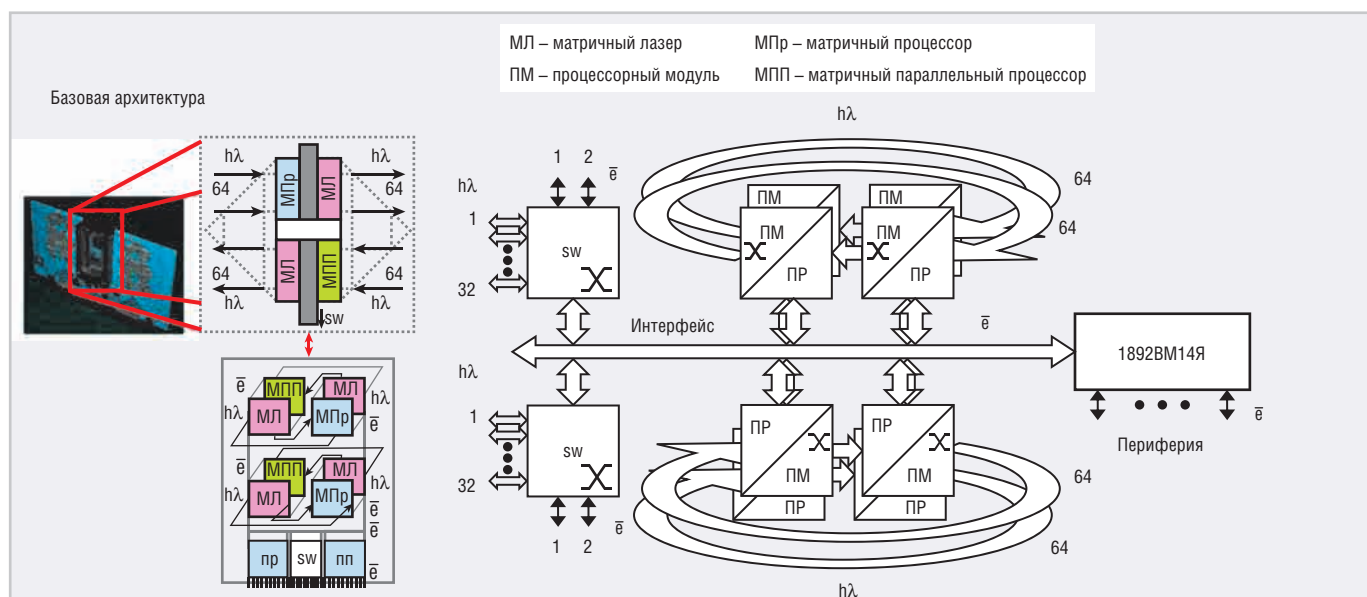 МЛ – матричный лазер
МПр – матричный процессор
ПМ – процессорный модуль
МПП – матричный параллельный процессор
Базовая архитектура
hλ
hλ
64
МПр
МЛ
64
МЛ
МПП
64
hλ
hλ
sw
ē
МПП
МЛ
hλ
МЛ
МПр
hλ
ē
ē
МПП
МЛ
hλ
МЛ
МПр
hλ
ē
ē
пр
sw
пп
ē
hλ
1
2
ē
hλ
1
32
sw
64
64
ПМ
ПМ
ПМ
ПР
ПМ
ПР
Интерфейс
ē
1892ВМ14Я
ē
Периферия
hλ
1
32
sw
1
2
ē
ПР
ПМ
ПР
ПР
ПМ
ПР
64
64
hλ